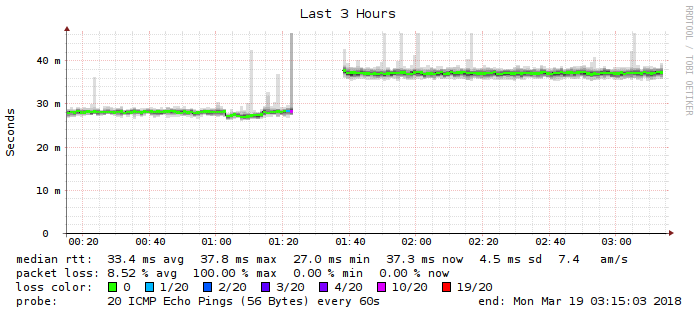 Last 3 Hours
RRDTOOL / TOBI OETIKER
Seconds
40 m
30 m
20 m
10 m
0
00:20 00:40 01:00 01:20 01:40 02:00 02:20 02:40 03:00
median rtt: 33.4 ms avg 37.8 ms max 27.0 ms min 37.3 ms now 4.5 ms sd 7.4 am/s
packet loss: 8.52 % avg 100.00 % max 0.00 % min 0.00 % now
loss color: 0 1/20 2/20 3/20 4/20 10/20 19/20
probe: 20 ICMP Echo Pings (56 Bytes) every 60s end: Mon Mar 19 03:15:03 2018